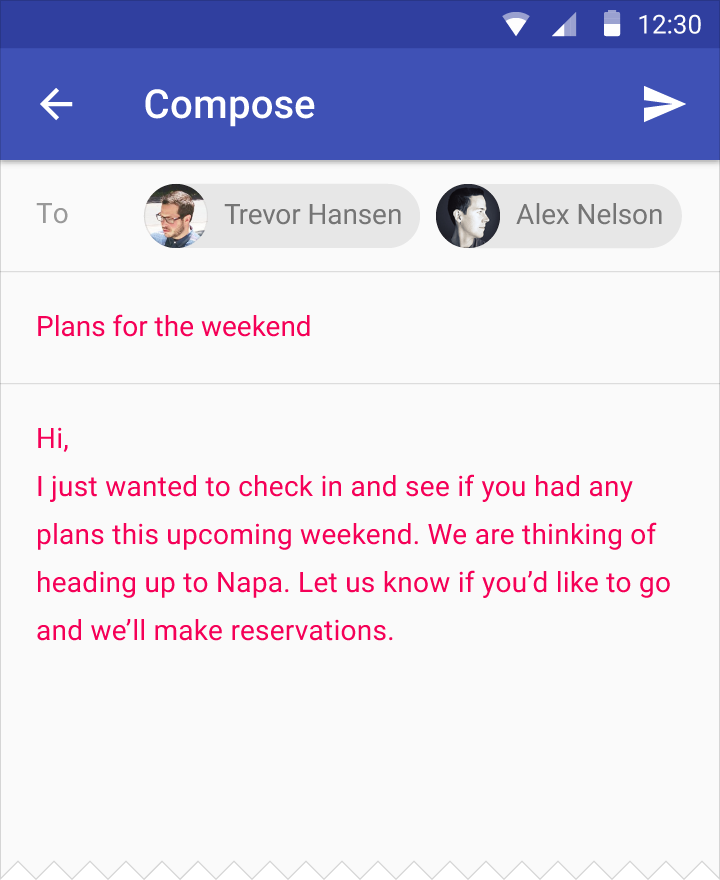 12:30
Compose
To Trevor Hansen Alex Nelson
Plans for the weekend
Hi,
I just wanted to check in and see if you had any
plans this upcoming weekend. We are thinking of
heading up to Napa. Let us know if you’d like to go
and we’ll make reservations.